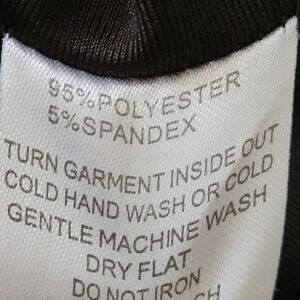 95%POLYESTER
5%SPANDEX
TURN GARMENT INSIDE OUT
COLD HAND WASH OR COLD
GENTLE MACHINE WASH
DRY FLAT
DO NOT IRON